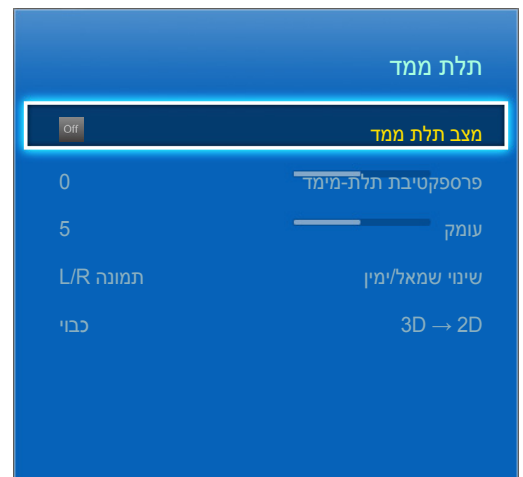 תלת ממד
מצב תלת ממד Off
פרספקטיבת תלת-מימד 0
עומק 5
שינוי שמאל/ימין תמונה L/R
3D → 2D כבוי